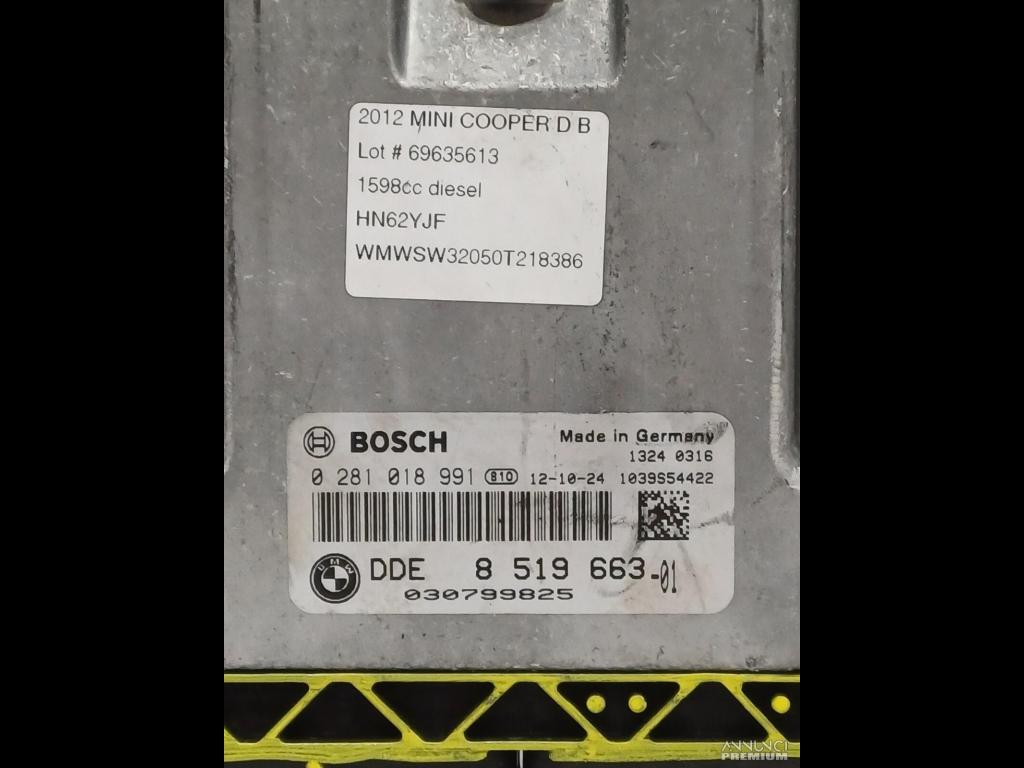 2012 MINI COOPER D B
Lot # 69635613
1598cc diesel
HN62YJF
WMWSW32050T218386
BOSCH
Made in Germany
1324 0316
0 281 018 991 810 12-10-24 1039S54422
BMW
DDE 8 519 663-01
030799825
ANNUNCI
PREMIUM